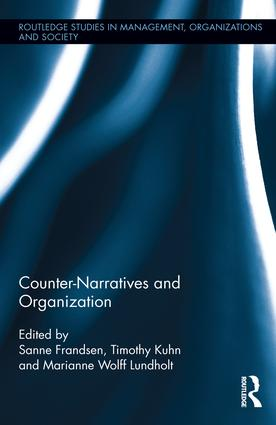 ROUTLEDGE STUDIES IN MANAGEMENT, ORGANIZATIONS
AND SOCIETY
Counter-Narratives and
Organization
Edited by
Sanne Frandsen, Timothy Kuhn
and Marianne Wolff Lundholt
ROUTLEDGE